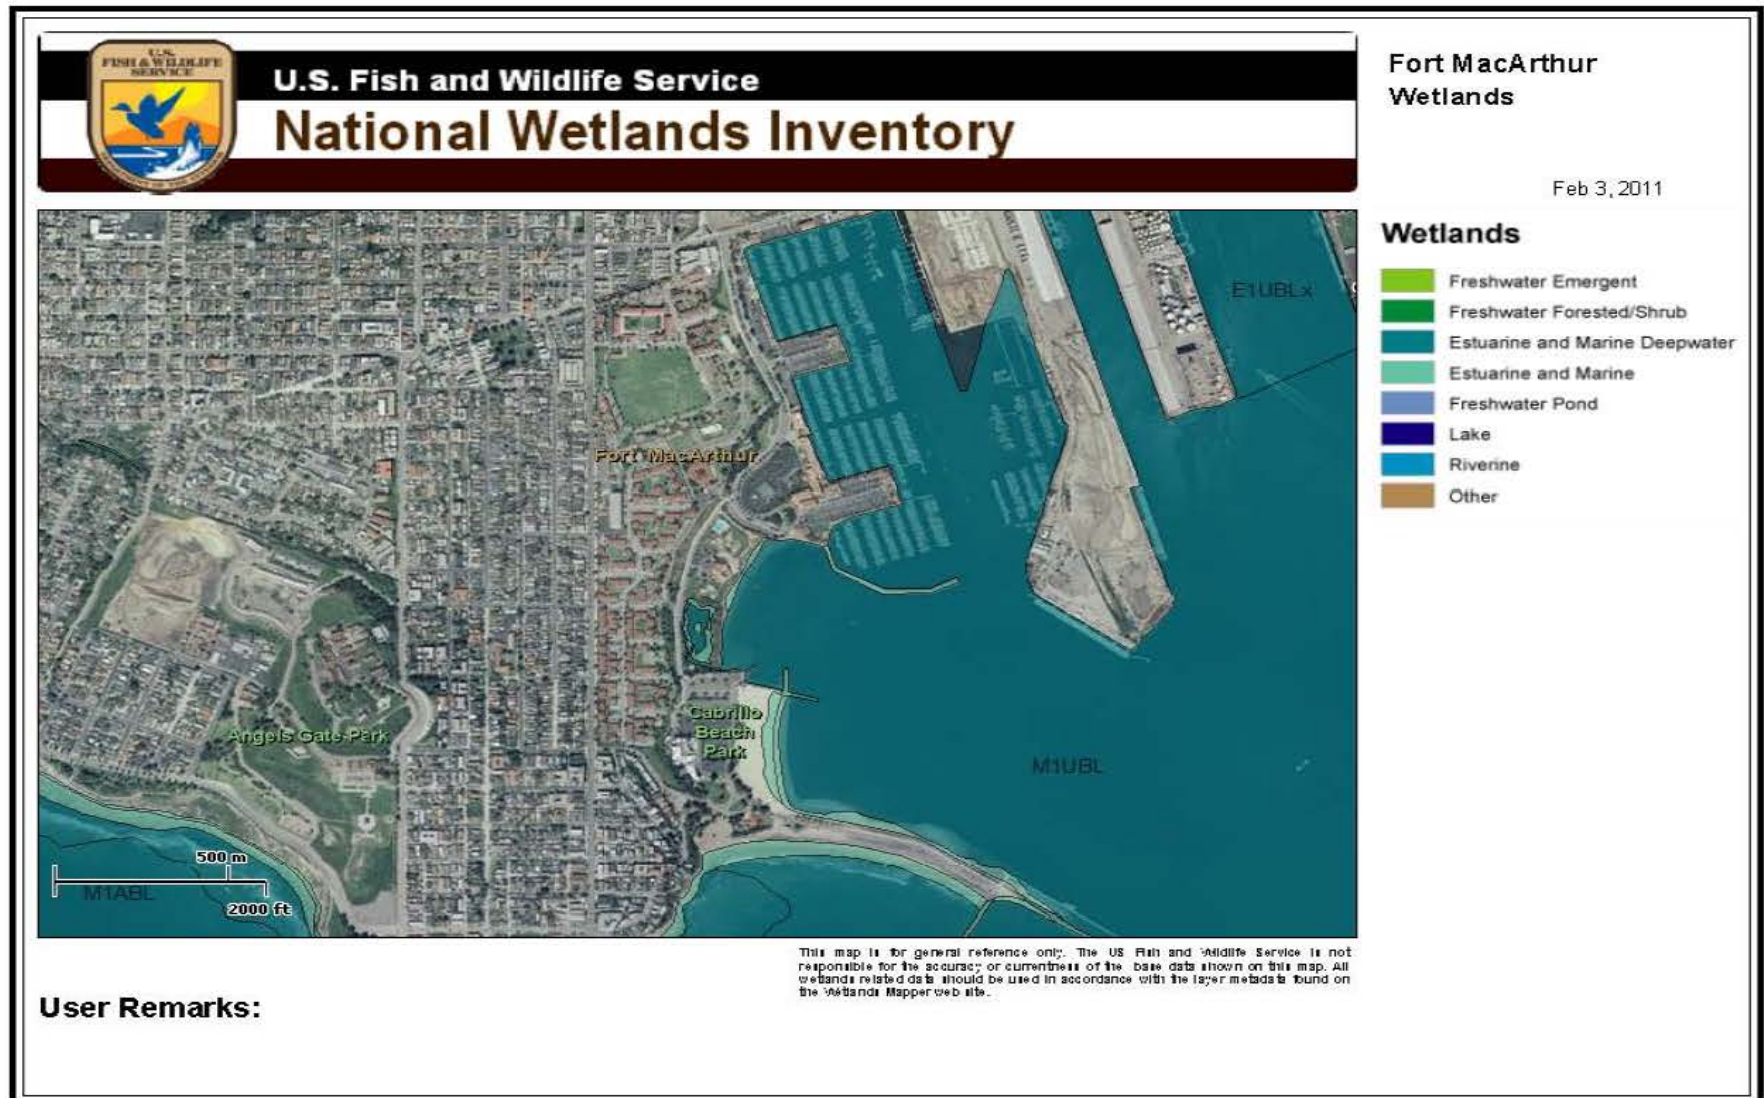 U.S.
FISH & WILDLIFE
SERVICE
U.S. Fish and Wildlife Service
National Wetlands Inventory
Fort MacArthur
Wetlands
Feb 3, 2011
Wetlands
Freshwater Emergent
Freshwater Forested/Shrub
Estuarine and Marine Deepwater
Estuarine and Marine
Freshwater Pond
Lake
Riverine
Other
E1UBLx
Fort MacArthur
Cabrillo
Beach
Park
Angels Gate Park
M1UBL
500 m
M1ABL
2000 ft
This map is for general reference only. The US Fish and Wildlife Service is not
responsible for the accuracy or currentness of the base data shown on this map. All
wetlands related data should be used in accordance with the layer metadata found on
the Wetlands Mapper web site.
User Remarks: